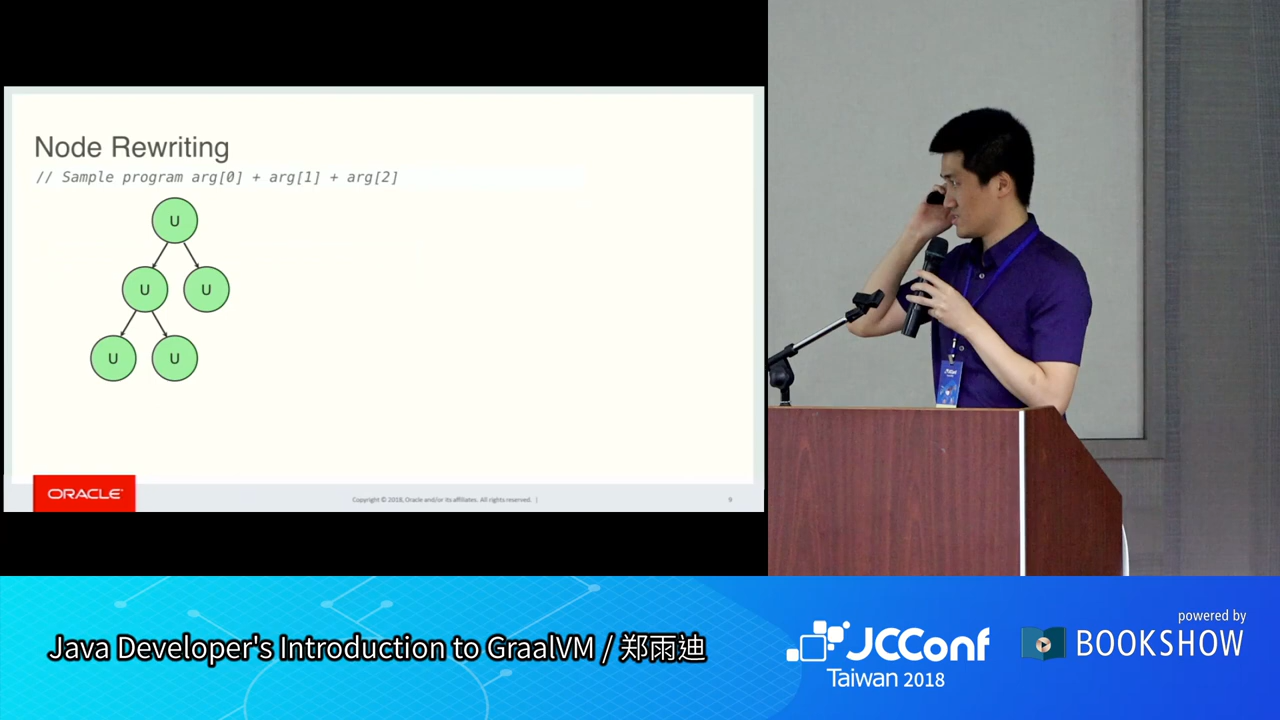 Node Rewriting
// Sample program arg[0] + arg[1] + arg[2]
U
U
U
U
U
ORACLE
Copyright © 2018, Oracle and/or its affiliates. All rights reserved. |
9
Java Developer's Introduction to GraalVM / 郑雨迪
JCConf
Taiwan 2018
powered by
BOOKSHOW